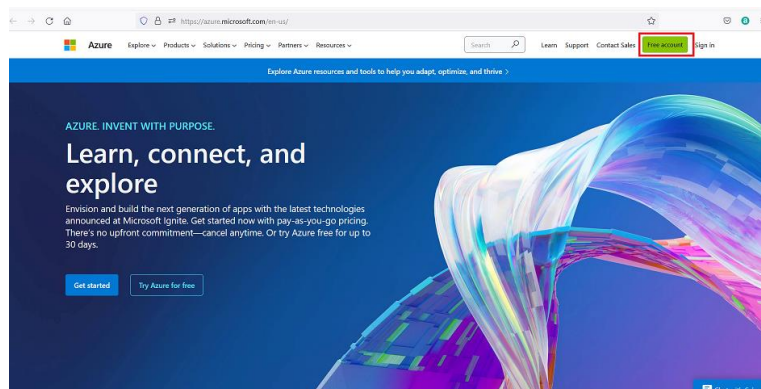 https://azure.microsoft.com/en-us/
Azure Explore Products Solutions Pricing Partners Resources Search Learn Support Contact Sales Free account Sign in
Explore Azure resources and tools to help you adapt, optimize, and thrive >
AZURE. INVENT WITH PURPOSE.
Learn, connect, and
explore
Envision and build the next generation of apps with the latest technologies
announced at Microsoft Ignite. Get started now with pay-as-you-go pricing.
There's no upfront commitment—cancel anytime. Or try Azure free for up to
30 days.
Get started Try Azure for free